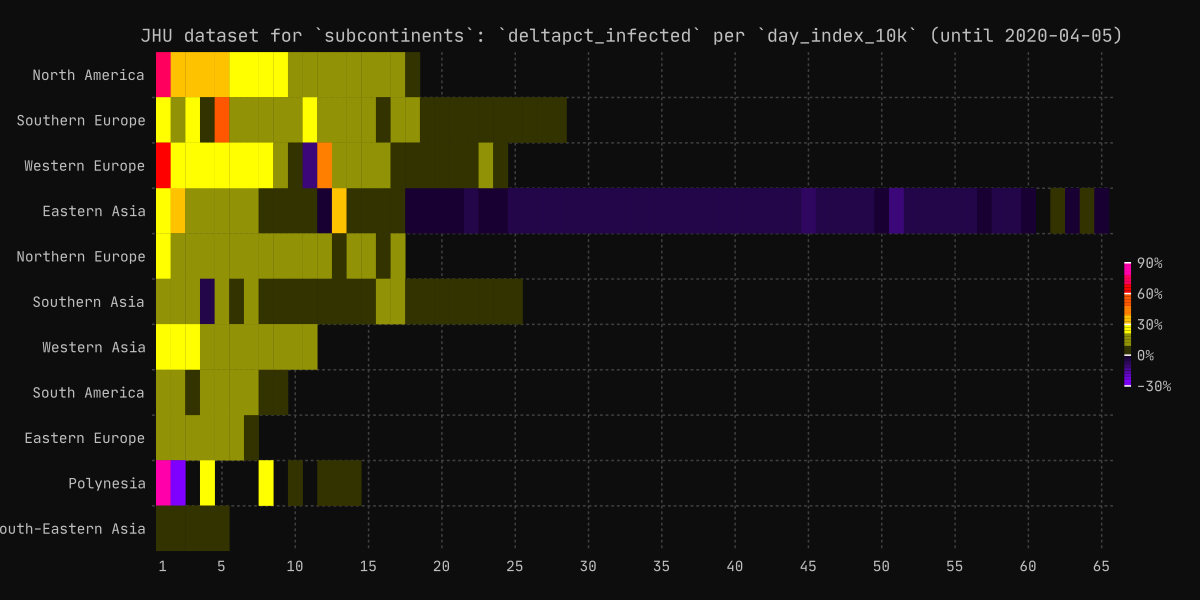 JHU dataset for `subcontinents`: `deltapct_infected` per `day_index_10k` (until 2020-04-05)
North America
Southern Europe
Western Europe
Eastern Asia
Northern Europe
Southern Asia
Western Asia
South America
Eastern Europe
Polynesia
outh-Eastern Asia
90%
60%
30%
0%
-30%
1 5 10 15 20 25 30 35 40 45 50 55 60 65